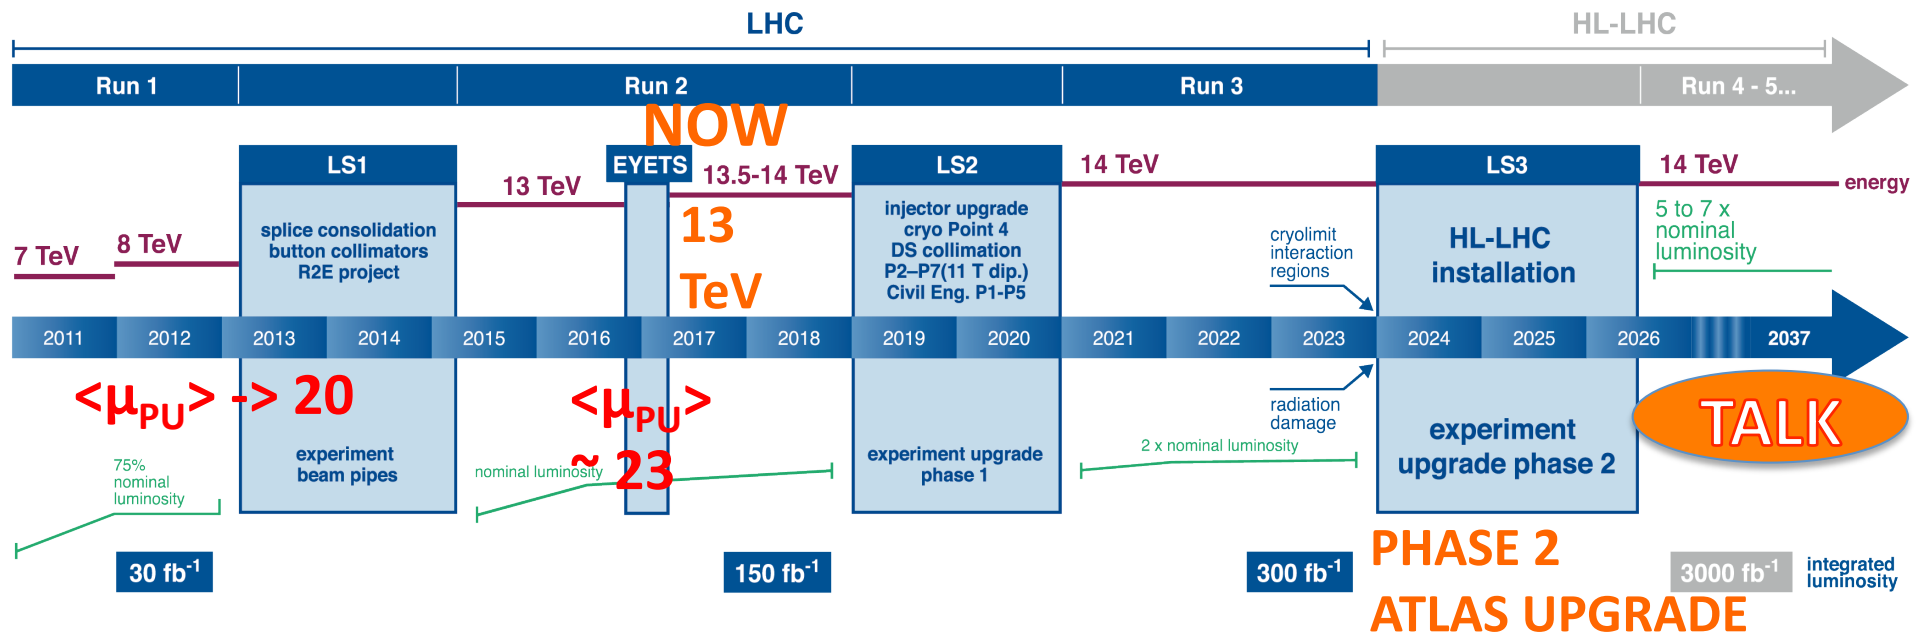 LHC
HL-LHC
Run 1
Run 2
Run 3
Run 4 - 5...
NOW
LS1
EYETS
LS2
LS3
7 TeV
8 TeV
13 TeV
13.5-14 TeV
14 TeV
14 TeV
energy
splice consolidation
button collimators
R2E project
13
TeV
injector upgrade
cryo Point 4
DS collimation
P2–P7(11 T dip.)
Civil Eng. P1-P5
cryolimit
interaction
regions
HL-LHC
installation
5 to 7 x
nominal
luminosity
2011
2012
2013
2014
2015
2016
2017
2018
2019
2020
2021
2022
2023
2024
2025
2026
2037
<μPU> -> 20
<μPU>
~ 23
radiation
damage
TALK
75%
nominal
luminosity
experiment
beam pipes
nominal luminosity
experiment upgrade
phase 1
2 x nominal luminosity
experiment
upgrade phase 2
30 fb-1
150 fb-1
300 fb-1
PHASE 2
ATLAS UPGRADE
3000 fb-1
integrated
luminosity